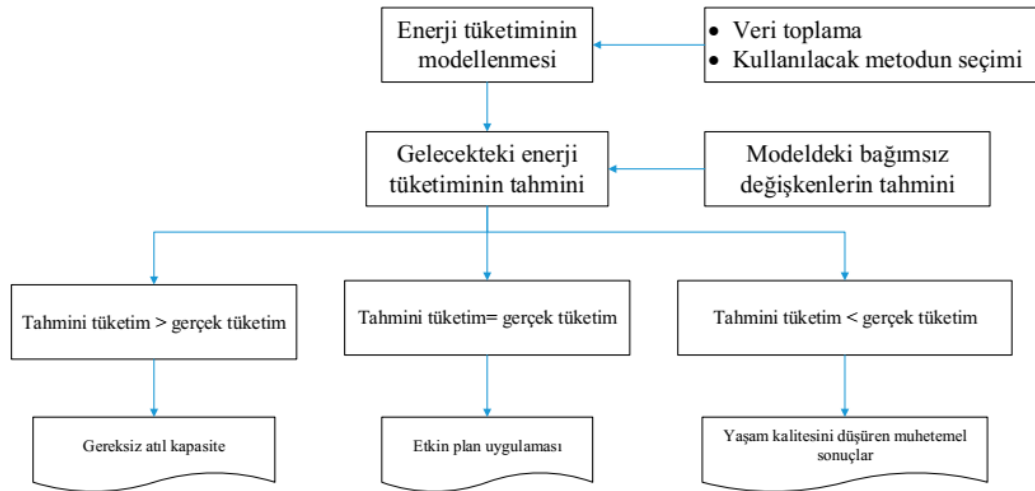 Enerji tüketiminin
modellenmesi
• Veri toplama
• Kullanılacak metodun seçimi
Gelecekteki enerji
tüketiminin tahmini
Modeldeki bağımsız
değişkenlerin tahmini
Tahmini tüketim > gerçek tüketim
Tahmini tüketim= gerçek tüketim
Tahmini tüketim < gerçek tüketim
Gereksiz atıl kapasite
Etkin plan uygulaması
Yaşam kalitesini düşüren muhetemel
sonuçlar